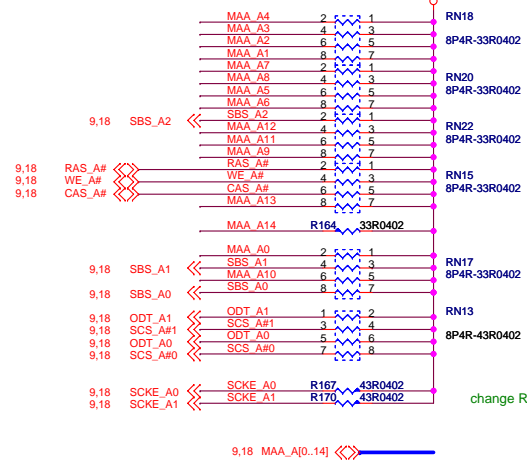 MAA_A4 2 1 RN18
MAA_A3 4 3
MAA_A2 6 5 8P4R-33R0402
MAA_A1 8 7
MAA_A7 2 1 RN20
MAA_A8 4 3
MAA_A5 6 5 8P4R-33R0402
MAA_A6 8 7
9,18 SBS_A2 SBS_A2 2 1 RN22
MAA_A12 4 3
MAA_A11 6 5 8P4R-33R0402
MAA_A9 8 7
9,18 RAS_A# RAS_A# 2 1 RN15
9,18 WE_A# WE_A# 4 3
9,18 CAS_A# CAS_A# 6 5 8P4R-33R0402
MAA_A13 8 7
MAA_A14 R164 33R0402
MAA_A0 2 1 RN17
9,18 SBS_A1 SBS_A1 4 3 8P4R-33R0402
MAA_A10 6 5
9,18 SBS_A0 SBS_A0 8 7
9,18 ODT_A1 ODT_A1 1 2 RN13
9,18 SCS_A#1 SCS_A#1 3 4
9,18 ODT_A0 ODT_A0 5 6 8P4R-43R0402
9,18 SCS_A#0 SCS_A#0 7 8
9,18 SCKE_A0 SCKE_A0 R167 43R0402
9,18 SCKE_A1 SCKE_A1 R170 43R0402
change R
9,18 MAA_A[0..14]